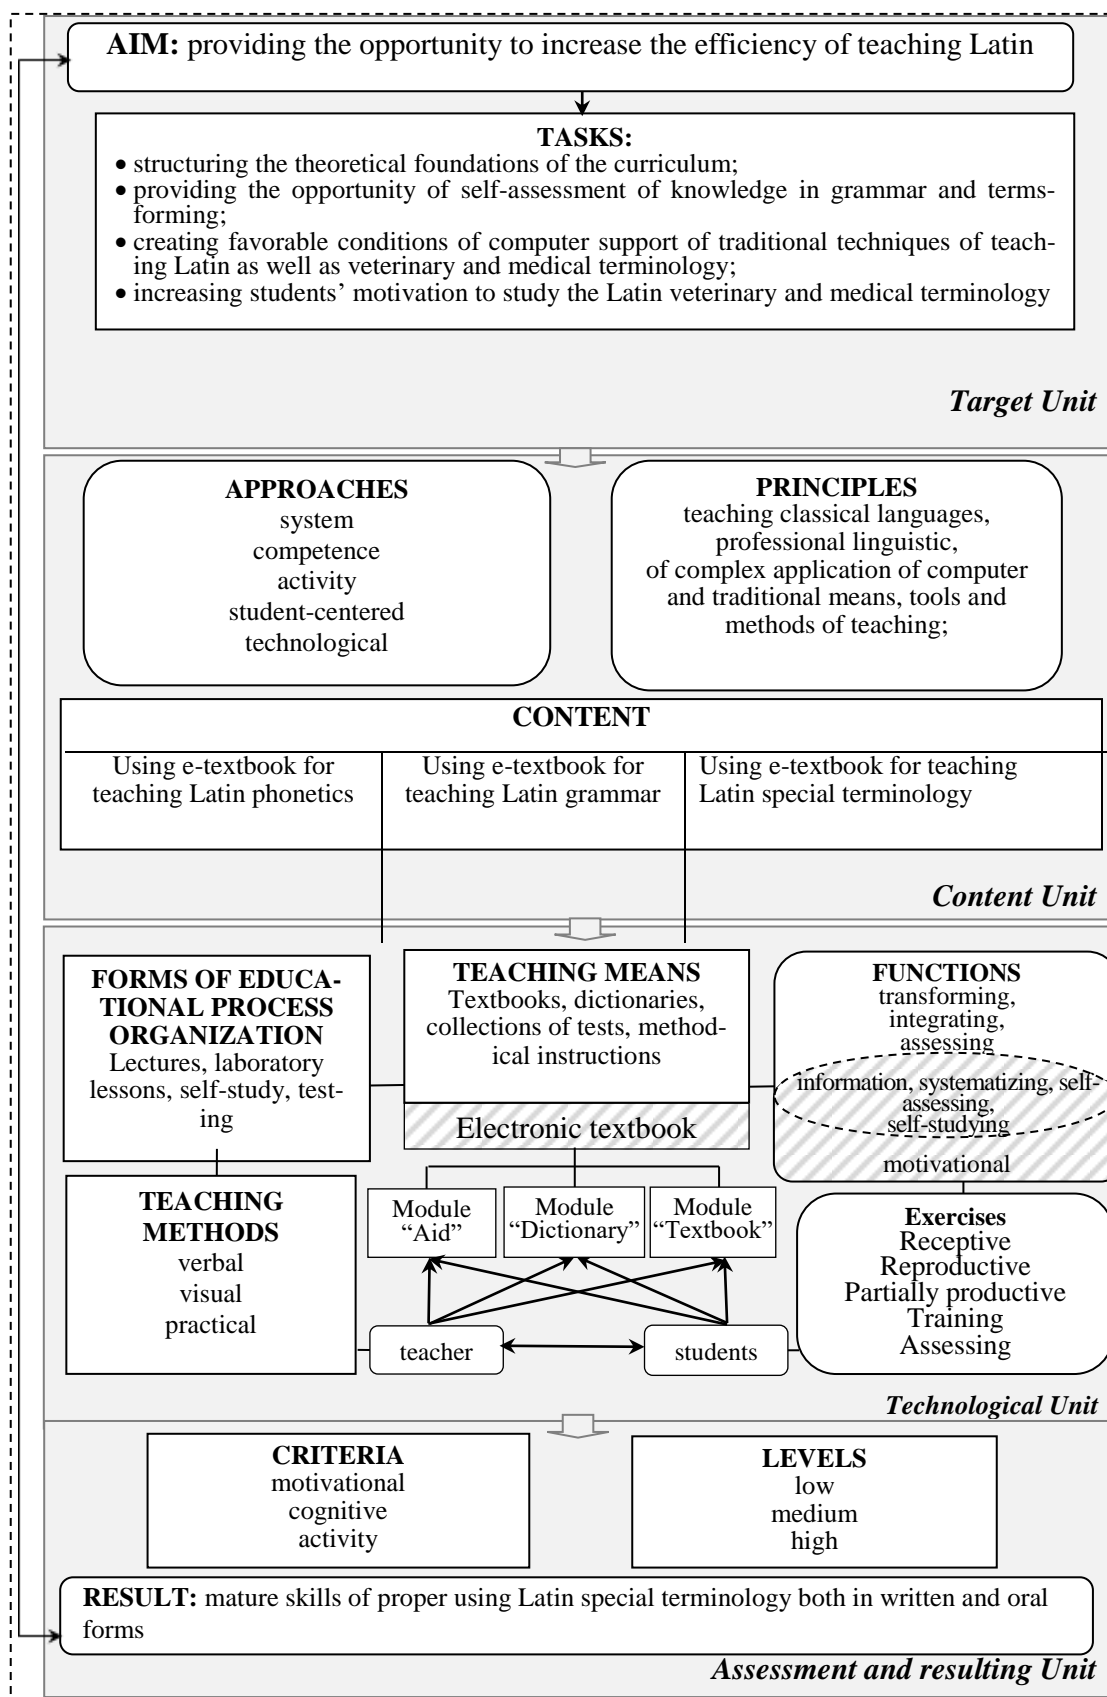 AIM: providing the opportunity to increase the efficiency of teaching Latin
TASKS:
• structuring the theoretical foundations of the curriculum;
• providing the opportunity of self-assessment of knowledge in grammar and terms-
forming;
• creating favorable conditions of computer support of traditional techniques of teach-
ing Latin as well as veterinary and medical terminology;
• increasing students’ motivation to study the Latin veterinary and medical terminology
Target Unit
APPROACHES
system
competence
activity
student-centered
technological
PRINCIPLES
teaching classical languages,
professional linguistic,
of complex application of computer
and traditional means, tools and
methods of teaching;
CONTENT
Using e-textbook for
teaching Latin phonetics
Using e-textbook for
teaching Latin grammar
Using e-textbook for teaching
Latin special terminology
Content Unit
FORMS OF EDUCA-
TIONAL PROCESS
ORGANIZATION
Lectures, laboratory
lessons, self-study, test-
ing
TEACHING MEANS
Textbooks, dictionaries,
collections of tests, method-
ical instructions
Electronic textbook
FUNCTIONS
transforming,
integrating,
assessing
information, systematizing, self-
assessing,
self-studying
motivational
TEACHING
METHODS
verbal
visual
practical
Module
“Aid”
Module
“Dictionary”
Module
“Textbook”
teacher
students
Exercises
Receptive
Reproductive
Partially productive
Training
Assessing
Technological Unit
CRITERIA
motivational
cognitive
activity
LEVELS
low
medium
high
RESULT: mature skills of proper using Latin special terminology both in written and oral
forms
Assessment and resulting Unit